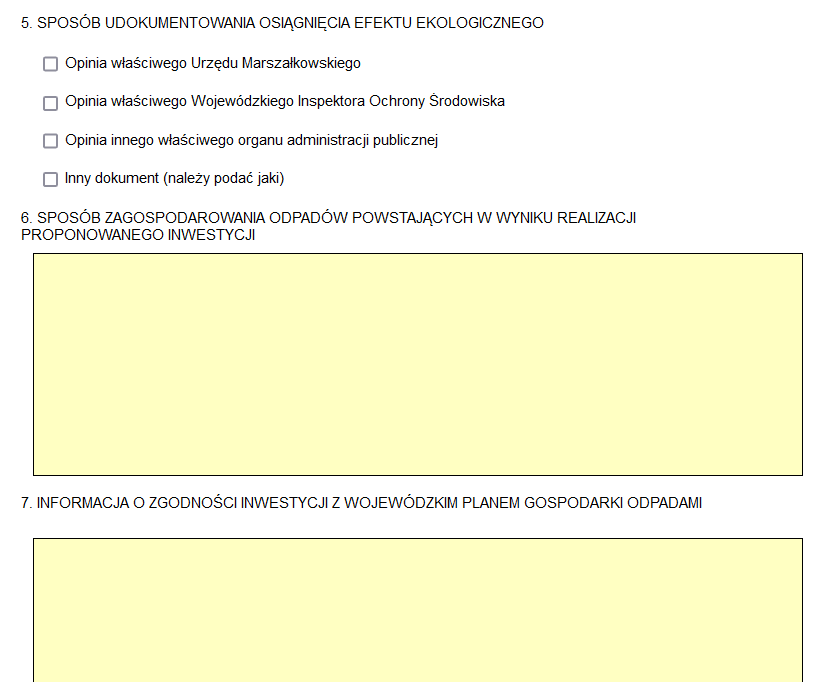 5. SPOSÓB UDOKUMENTOWANIA OSIĄGNIĘCIA EFEKTU EKOLOGICZNEGO
Opinia właściwego Urzędu Marszałkowskiego
Opinia właściwego Wojewódzkiego Inspektora Ochrony Środowiska
Opinia innego właściwego organu administracji publicznej
Inny dokument (należy podać jaki)
6. SPOSÓB ZAGOSPODAROWANIA ODPADÓW POWSTAJĄCYCH W WYNIKU REALIZACJI
PROPONOWANEGO INWESTYCJI
7. INFORMACJA O ZGODNOŚCI INWESTYCJI Z WOJEWÓDZKIM PLANEM GOSPODARKI ODPADAMI